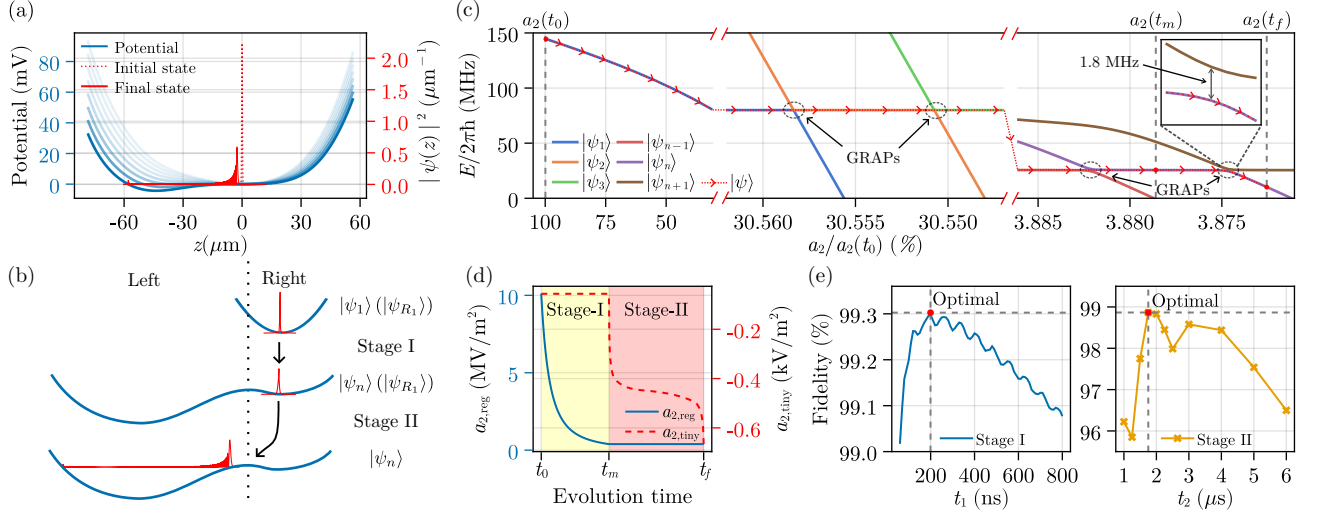 (a)
Potential
Initial state
Final state
Potential (mV)
80
60
40
20
0
2.0
1.5
1.0
0.5
0.0
|ψ(z)|² (μm⁻¹)
-60
-30
0
30
z(μm)
(b)
Left
Right
|ψ₁⟩(|ψ_R₁⟩)
Stage I
|ψₙ⟩(|ψ_R₁⟩)
Stage II
|ψₙ⟩
(c)
a₂(t₀)
a₂(tₘ)
a₂(t_f)
E/2πħ (MHz)
150
100
50
0
|ψ₁⟩
|ψₙ₋₁⟩
|ψ₂⟩
|ψₙ⟩
|ψ₃⟩
|ψₙ₊₁⟩
|ψ⟩
GRAPs
GRAPs
1.8 MHz
100
75
50
30.560
30.555
30.550
3.885
3.880
3.875
a₂/a₂(t₀) (%)
(d)
a₂,reg (MV/m²)
10
5
0
Stage-I
Stage-II
a₂,reg
a₂,tiny
-0.2
-0.4
-0.6
a₂,tiny (kV/m²)
t₀
tₘ
t_f
Evolution time
(e)
Fidelity (%)
99.3
99.2
99.1
99.0
Optimal
Stage I
0
200
400
600
800
t₁ (ns)
99
98
97
96
Optimal
Stage II
1
2
3
4
5
6
t₂ (μs)